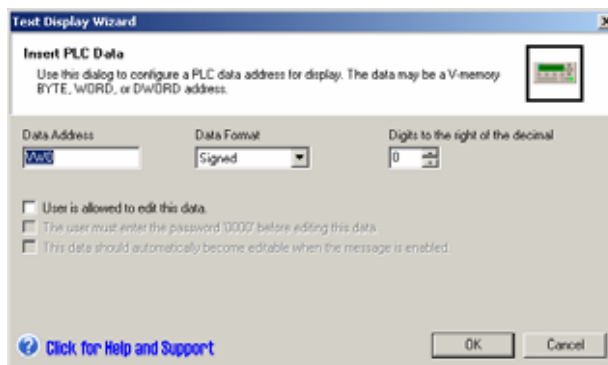 Text Display Wizard
Insert PLC Data
Use this dialog to configure a PLC data address for display. The data may be a V-memory
BYTE, WORD, or DWORD address.
Data Address
Data Format
Digits to the right of the decimal
VW0
Signed
0
User is allowed to edit this data.
The user must enter the password '0000' before editing this data.
This data should automatically become editable when the message is enabled.
Click for Help and Support
OK
Cancel